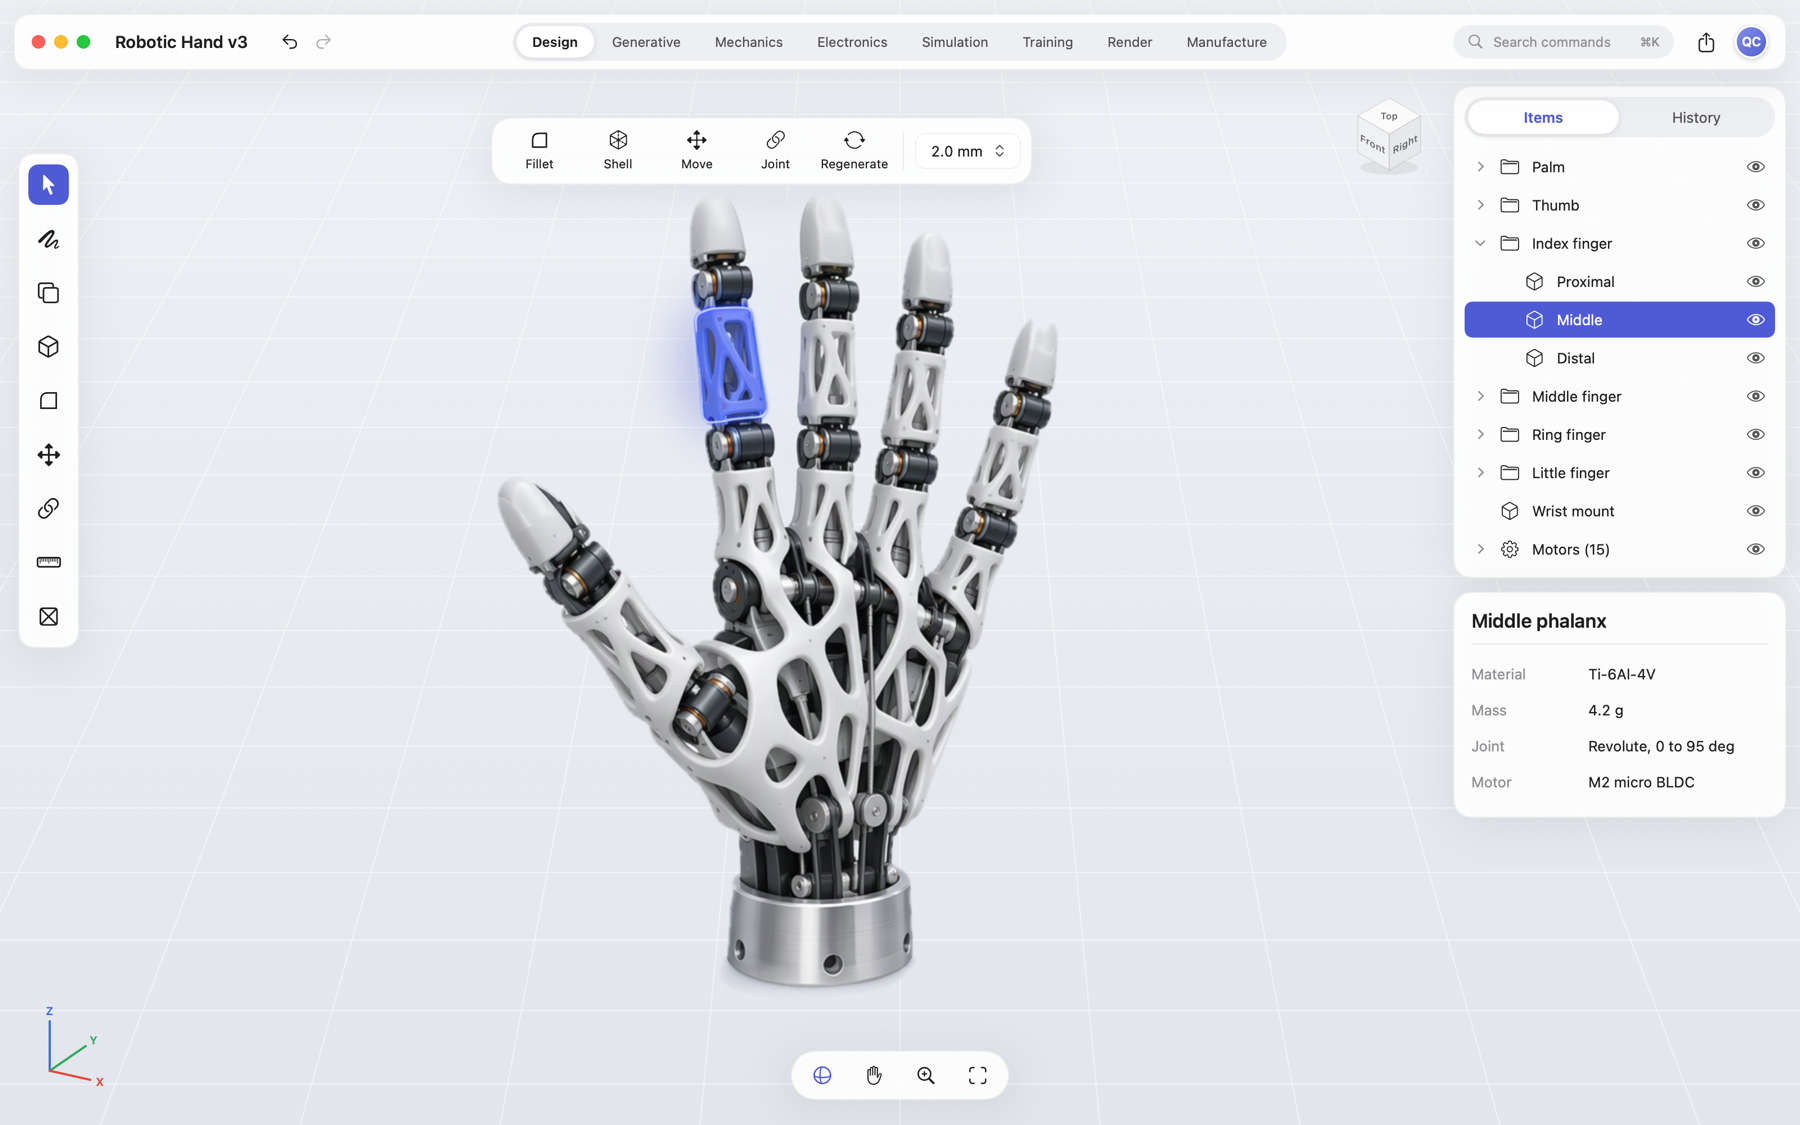 Robotic Hand v3
Design Generative Mechanics Electronics Simulation Training Render Manufacture
Search commands ⌘K
QC
Fillet Shell Move Joint Regenerate 2.0 mm
Top
Front Right
Items History
Palm
Thumb
Index finger
Proximal
Middle
Distal
Middle finger
Ring finger
Little finger
Wrist mount
Motors (15)
Middle phalanx
Material Ti-6Al-4V
Mass 4.2 g
Joint Revolute, 0 to 95 deg
Motor M2 micro BLDC
Z
Y
X